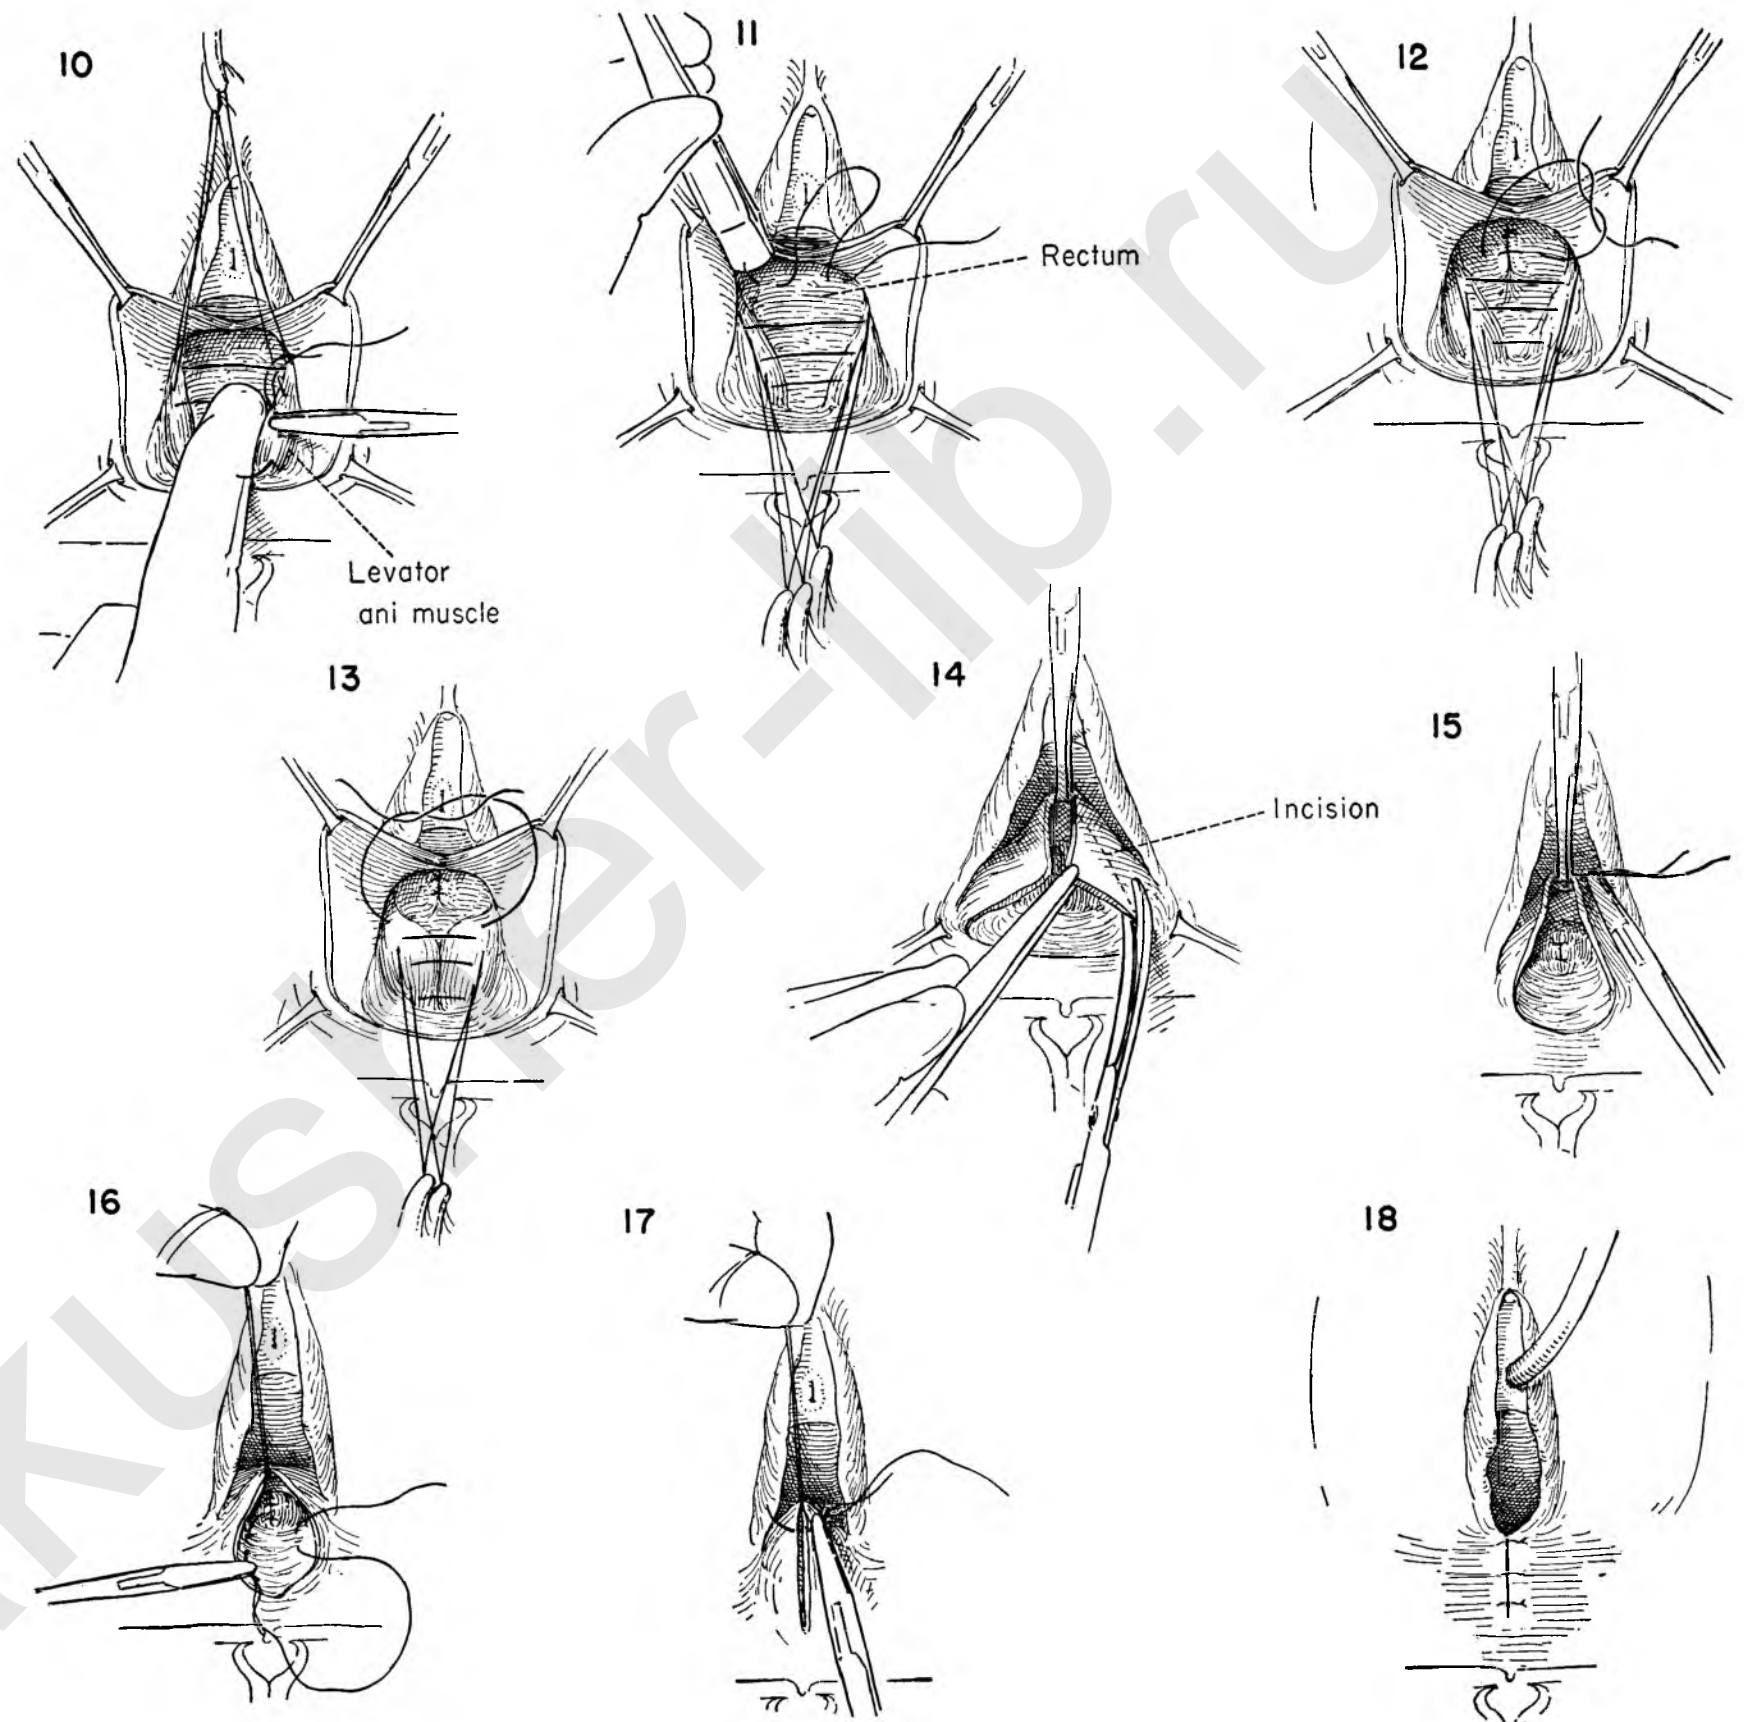 10
11
12
Rectum
Levator
ani muscle
13
14
15
Incision
16
17
18
kusher-lib.ru